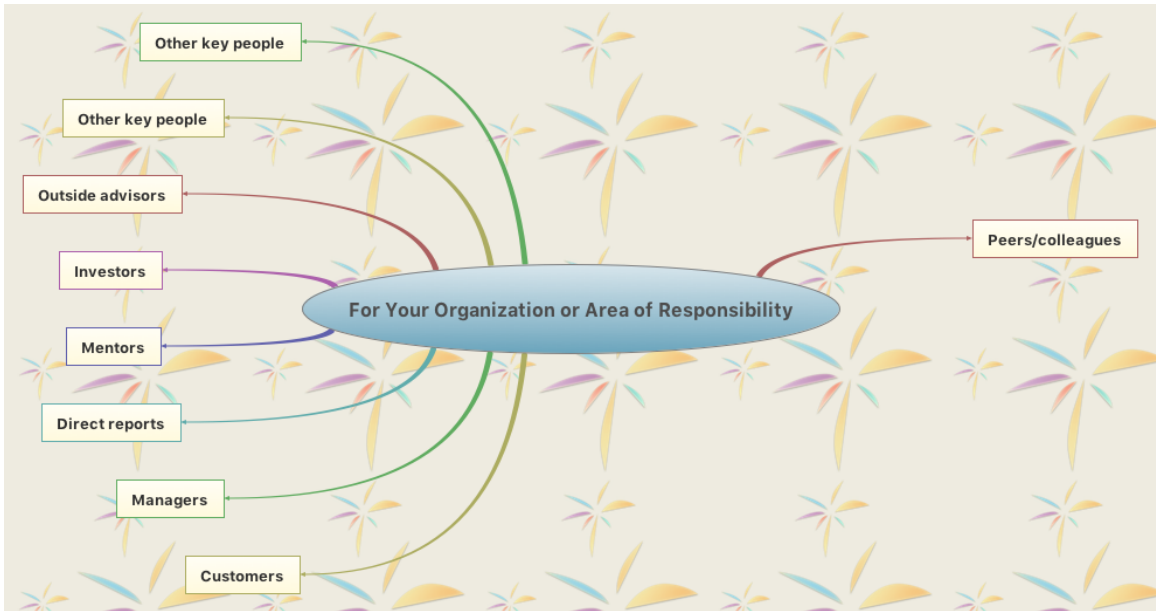 Other key people
Other key people
Outside advisors
Peers/colleagues
Investors
For Your Organization or Area of Responsibility
Mentors
Direct reports
Managers
Customers